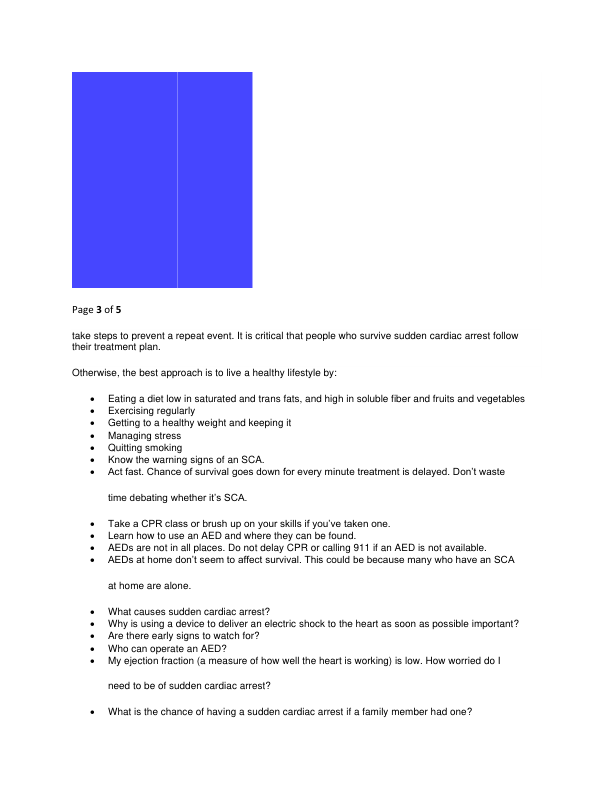 Page 3 of 5
take steps to prevent a repeat event. It is critical that people who survive sudden cardiac arrest follow
their treatment plan.
Otherwise, the best approach is to live a healthy lifestyle by:
• Eating a diet low in saturated and trans fats, and high in soluble fiber and fruits and vegetables
• Exercising regularly
• Getting to a healthy weight and keeping it
• Managing stress
• Quitting smoking
• Know the warning signs of an SCA.
• Act fast. Chance of survival goes down for every minute treatment is delayed. Don’t waste
time debating whether it’s SCA.
• Take a CPR class or brush up on your skills if you’ve taken one.
• Learn how to use an AED and where they can be found.
• AEDs are not in all places. Do not delay CPR or calling 911 if an AED is not available.
• AEDs at home don’t seem to affect survival. This could be because many who have an SCA
at home are alone.
• What causes sudden cardiac arrest?
• Why is using a device to deliver an electric shock to the heart as soon as possible important?
• Are there early signs to watch for?
• Who can operate an AED?
• My ejection fraction (a measure of how well the heart is working) is low. How worried do I
need to be of sudden cardiac arrest?
• What is the chance of having a sudden cardiac arrest if a family member had one?